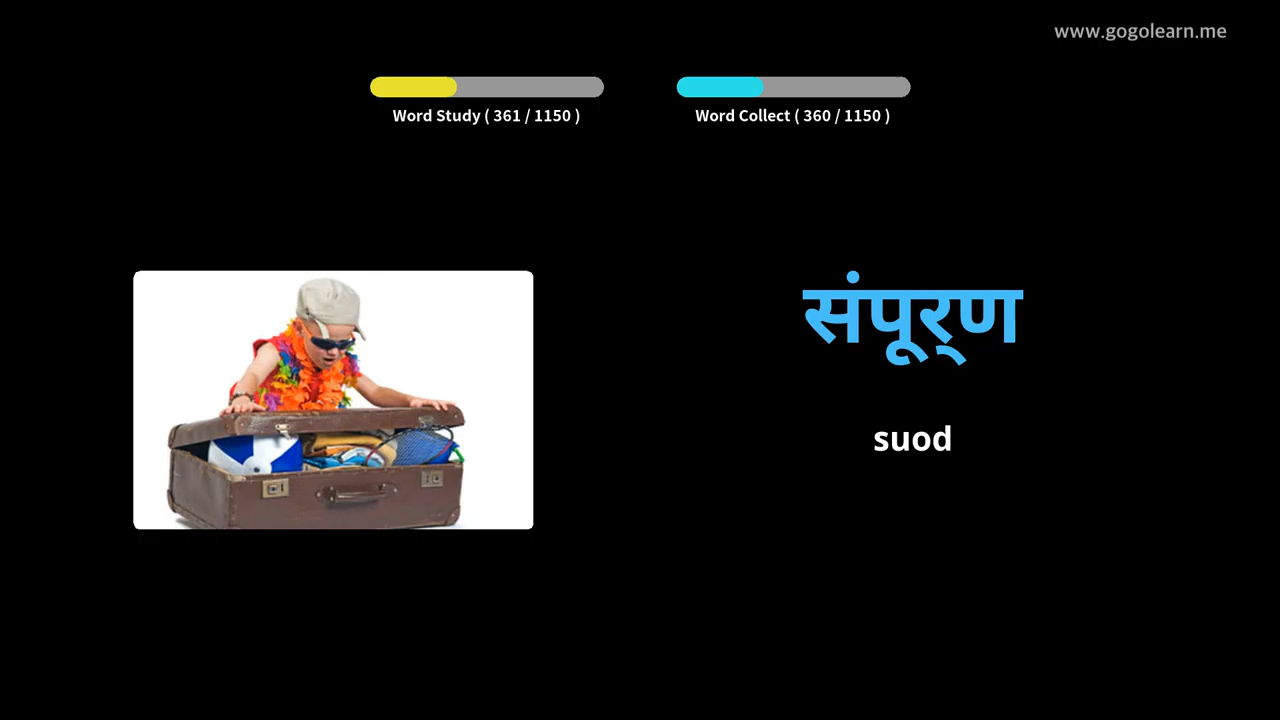 www.gogolearn.me
Word Study ( 361 / 1150 )
Word Collect ( 360 / 1150 )
संपूर्‌ण
suod